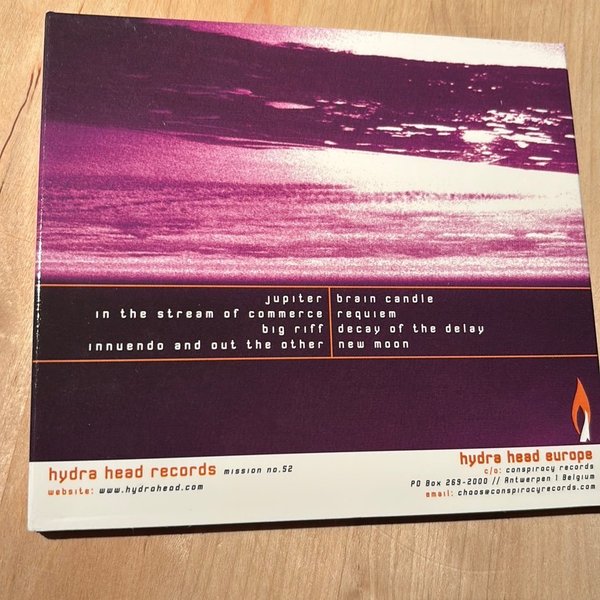 jupiter
in the stream of commerce
big riff
innuendo and out the other
brain candle
requiem
decay of the delay
new moon
hydra head records mission no.52
website: www.hydrahead.com
hydra head europe
c/o: conspiracy records
PO Box 269-2000 // Antwerpen 1 Belgium
email: chaos@conspiracyrecords.com